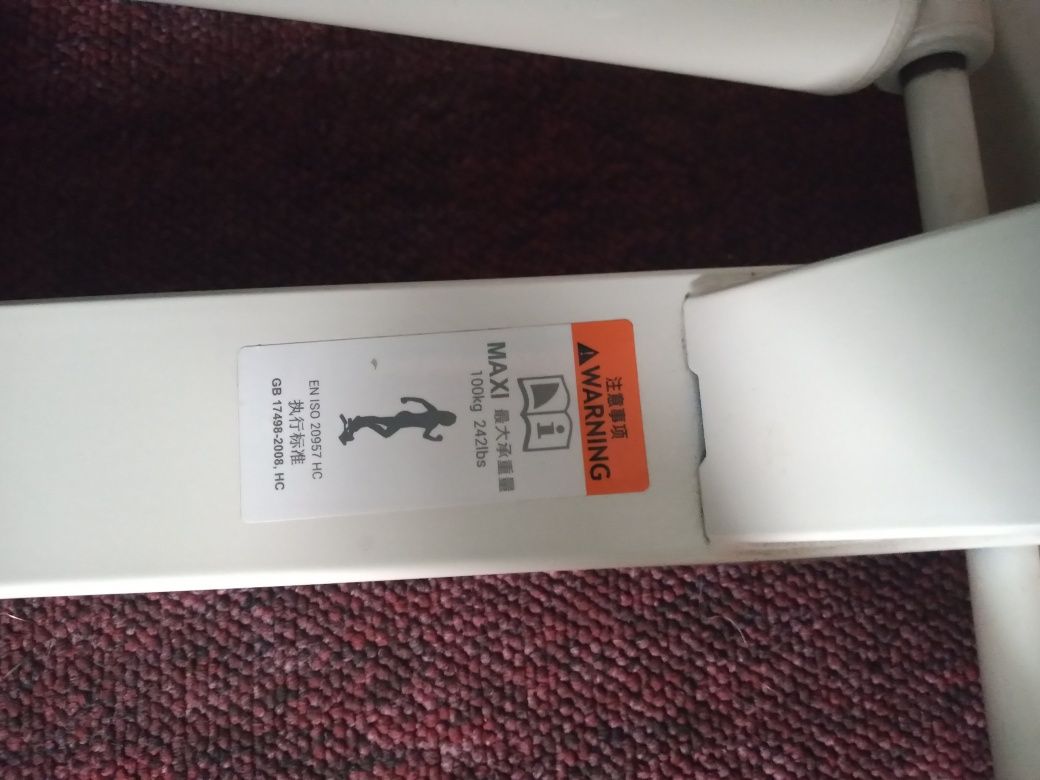 注意事项
⚠WARNING
MAXI 最大承重量
100kg 242lbs
EN ISO 20957 HC
执行标准
GB 17498-2008, HC